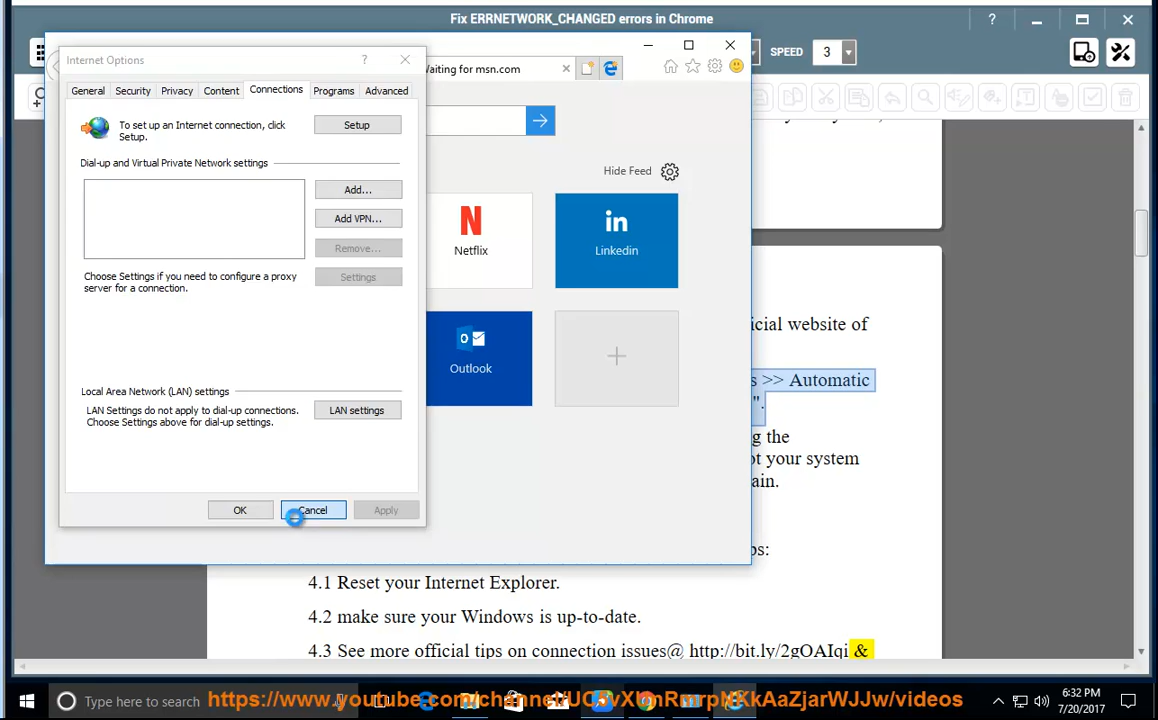 Fix ERRNETWORK_CHANGED errors in Chrome
?
SPEED 3
Internet Options
?
Waiting for msn.com
General Security Privacy Content Connections Programs Advanced
To set up an Internet connection, click
Setup.
Setup
Dial-up and Virtual Private Network settings
Add...
Add VPN...
Remove...
Choose Settings if you need to configure a proxy
server for a connection.
Settings
Local Area Network (LAN) settings
LAN Settings do not apply to dial-up connections.
Choose Settings above for dial-up settings.
LAN settings
OK Cancel Apply
Hide Feed
Netflix
in
Linkedin
Outlook
icial website of
s >> Automatic
".
g the
ot your system
ain.
ps:
4.1 Reset your Internet Explorer.
4.2 make sure your Windows is up-to-date.
4.3 See more official tips on connection issues@ http://bit.ly/2gOAIqi &
Type here to search
6:32 PM
7/20/2017